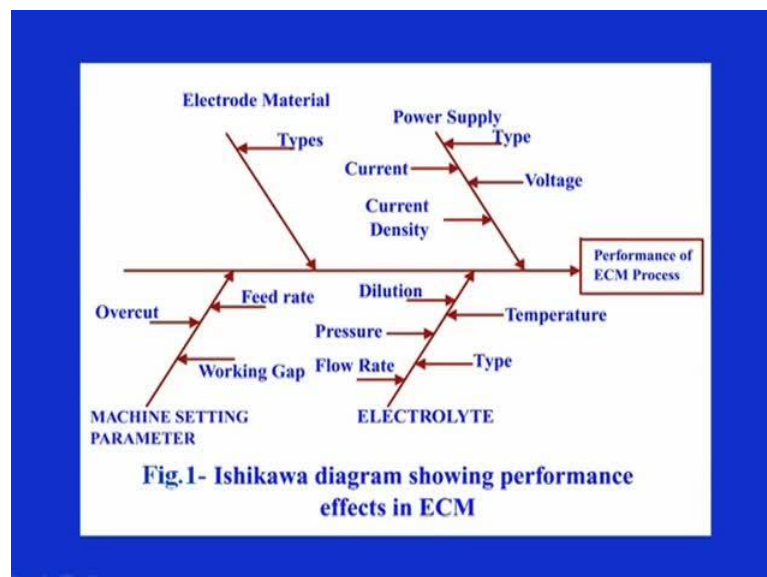 Electrode Material
Types
Power Supply
Type
Current
Voltage
Current
Density
Performance of
ECM Process
Dilution
Feed rate
Overcut
Temperature
Pressure
Working Gap
Flow Rate
Type
MACHINE SETTING
PARAMETER
ELECTROLYTE
Fig.1- Ishikawa diagram showing performance
effects in ECM